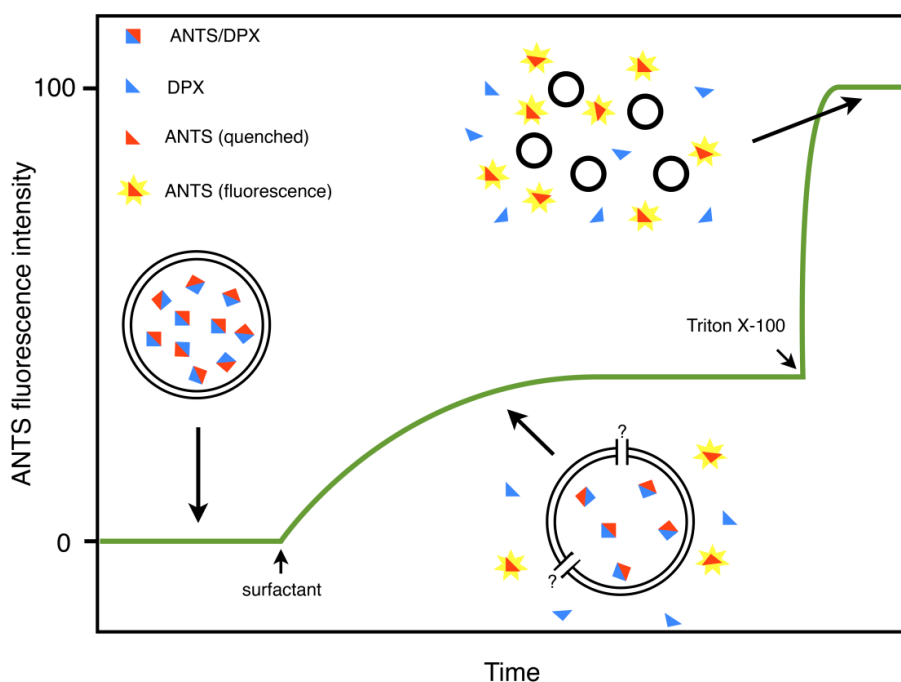 ANTS/DPX
DPX
ANTS (quenched)
ANTS (fluorescence)
100
0
ANTS fluorescence intensity
Triton X-100
?
?
surfactant
Time